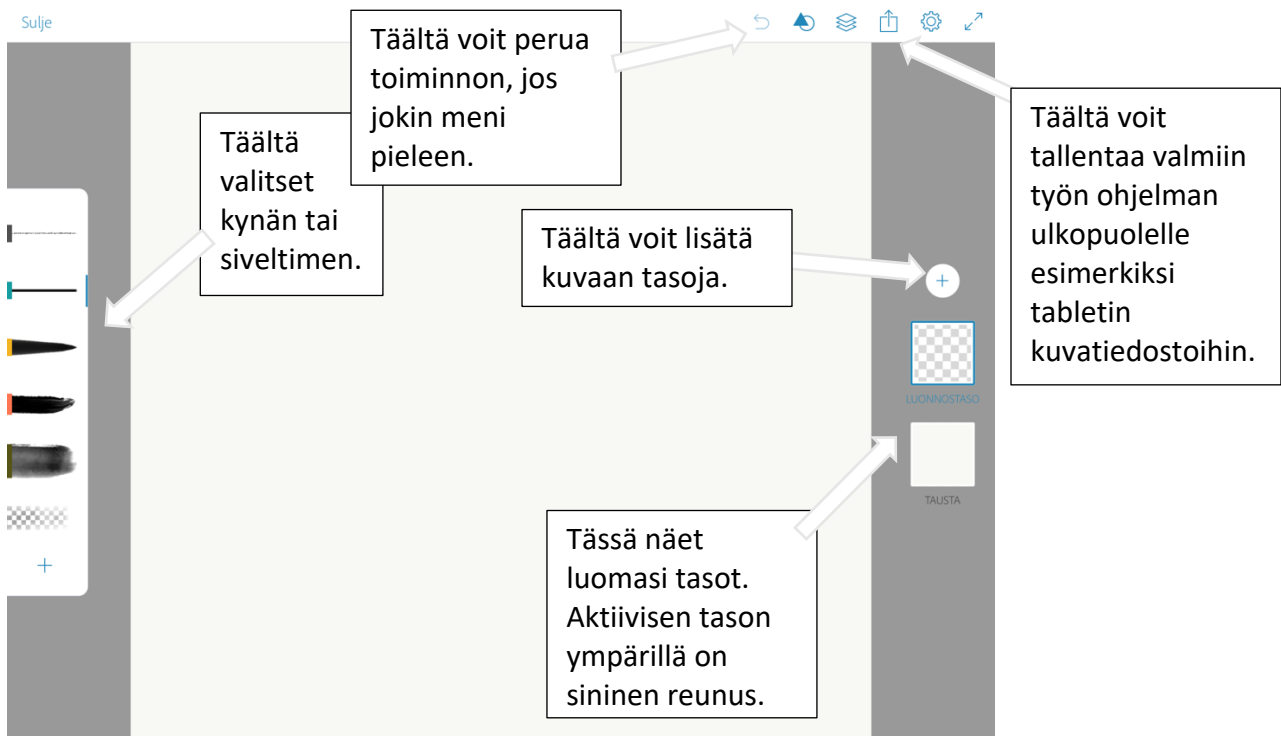 Sulje
Täältä voit perua
toiminnon, jos
jokin meni
pieleen.
Täältä
valitset
kynän tai
siveltimen.
Täältä voit
tallentaa valmiin
työn ohjelman
ulkopuolelle
esimerkiksi
tabletin
kuvatiedostoihin.
Täältä voit lisätä
kuvaan tasoja.
LUONNOSTASO
TAUSTA
Tässä näet
luomasi tasot.
Aktiivisen tason
ympärillä on
sininen reunus.